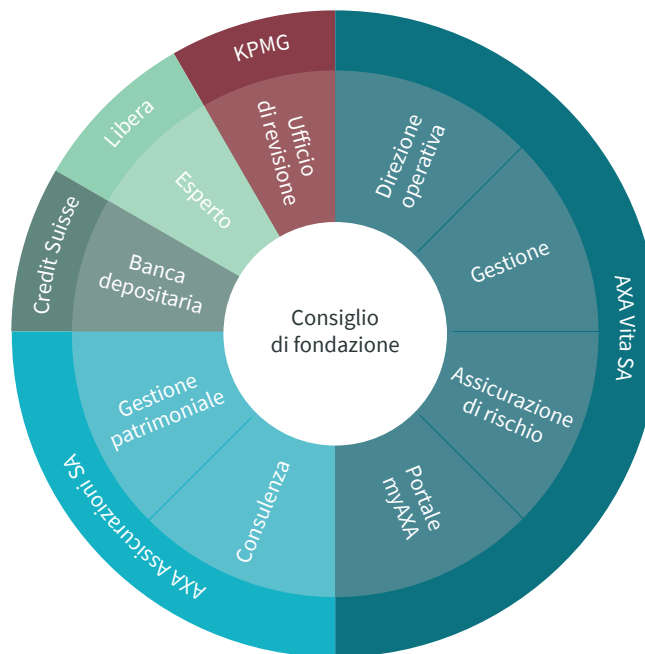 KPMG
Ufficio
di revisione
Libera
Esperto
Credit Suisse
Banca
depositaria
AXA Vita SA
Direzione
operativa
Gestione
Assicurazione
di rischio
Portale
myAXA
AXA Assicurazioni SA
Gestione
patrimoniale
Consulenza
Consiglio
di fondazione